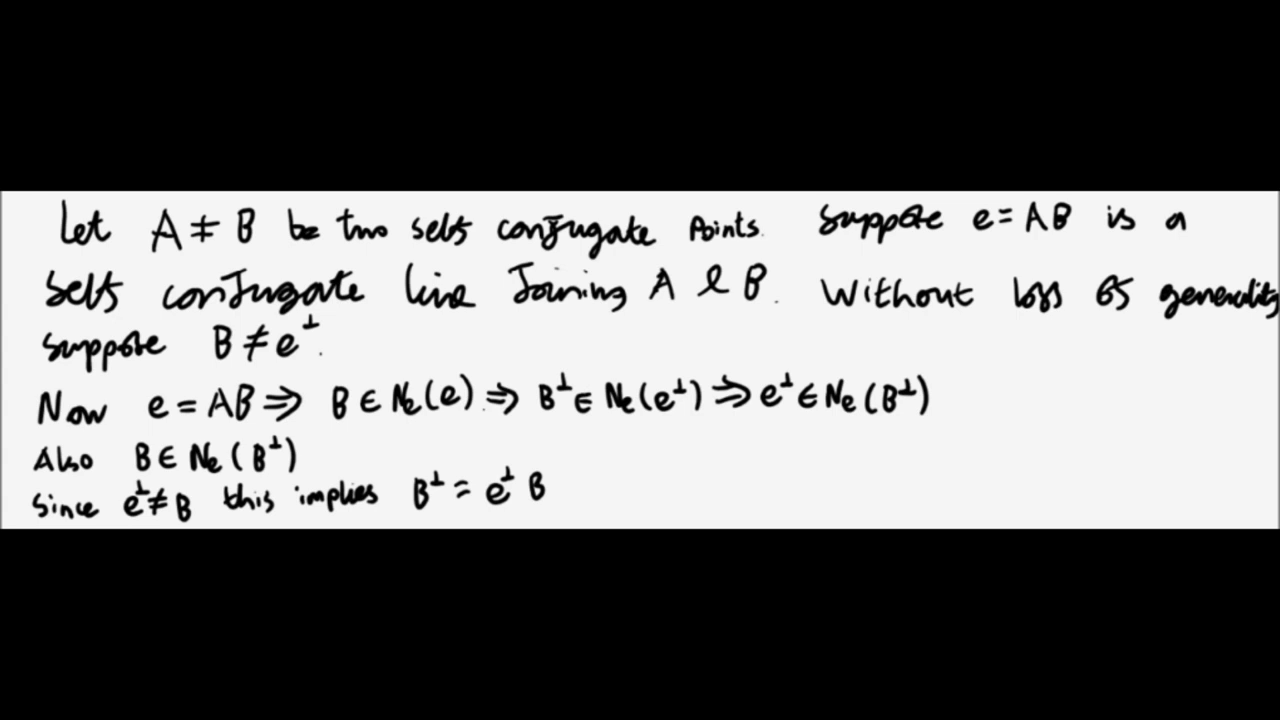 Let A ≠ B be two self conjugate Points. Suppose e = AB is a
Self conjugate line Joining A & B. Without loss of generality
suppose B ≠ e^⊥.
Now e = AB ⇒ B ∈ Ne(e) ⇒ B^⊥ ∈ Ne(e^⊥) ⇒ e^⊥ ∈ Ne(B^⊥)
Also B ∈ Ne(B^⊥)
Since e^⊥ ≠ B this implies B^⊥ = e^⊥ B